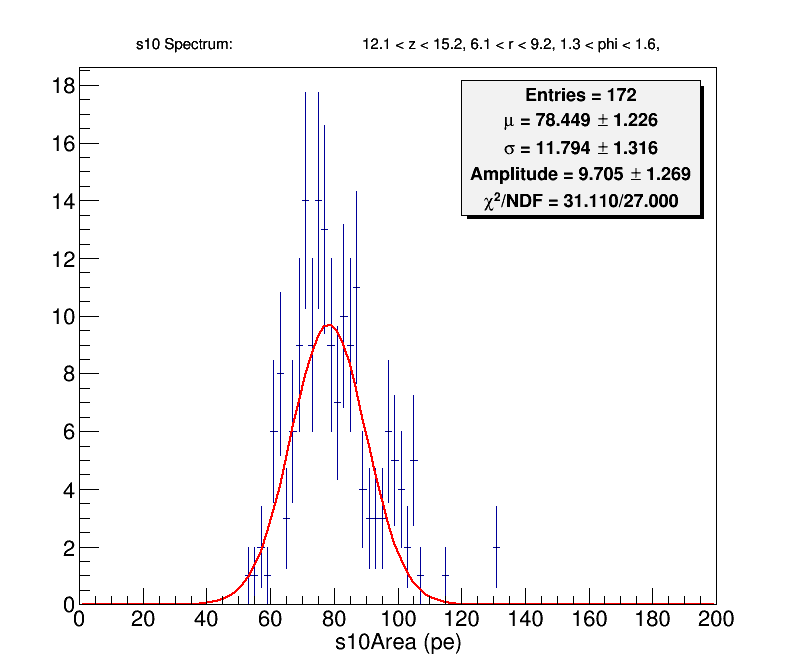 s10 Spectrum: 12.1 < z < 15.2, 6.1 < r < 9.2, 1.3 < phi < 1.6,
Entries = 172
μ = 78.449 ± 1.226
σ = 11.794 ± 1.316
Amplitude = 9.705 ± 1.269
χ²/NDF = 31.110/27.000
18
16
14
12
10
8
6
4
2
0
0 20 40 60 80 100 120 140 160 180 200
s10Area (pe)